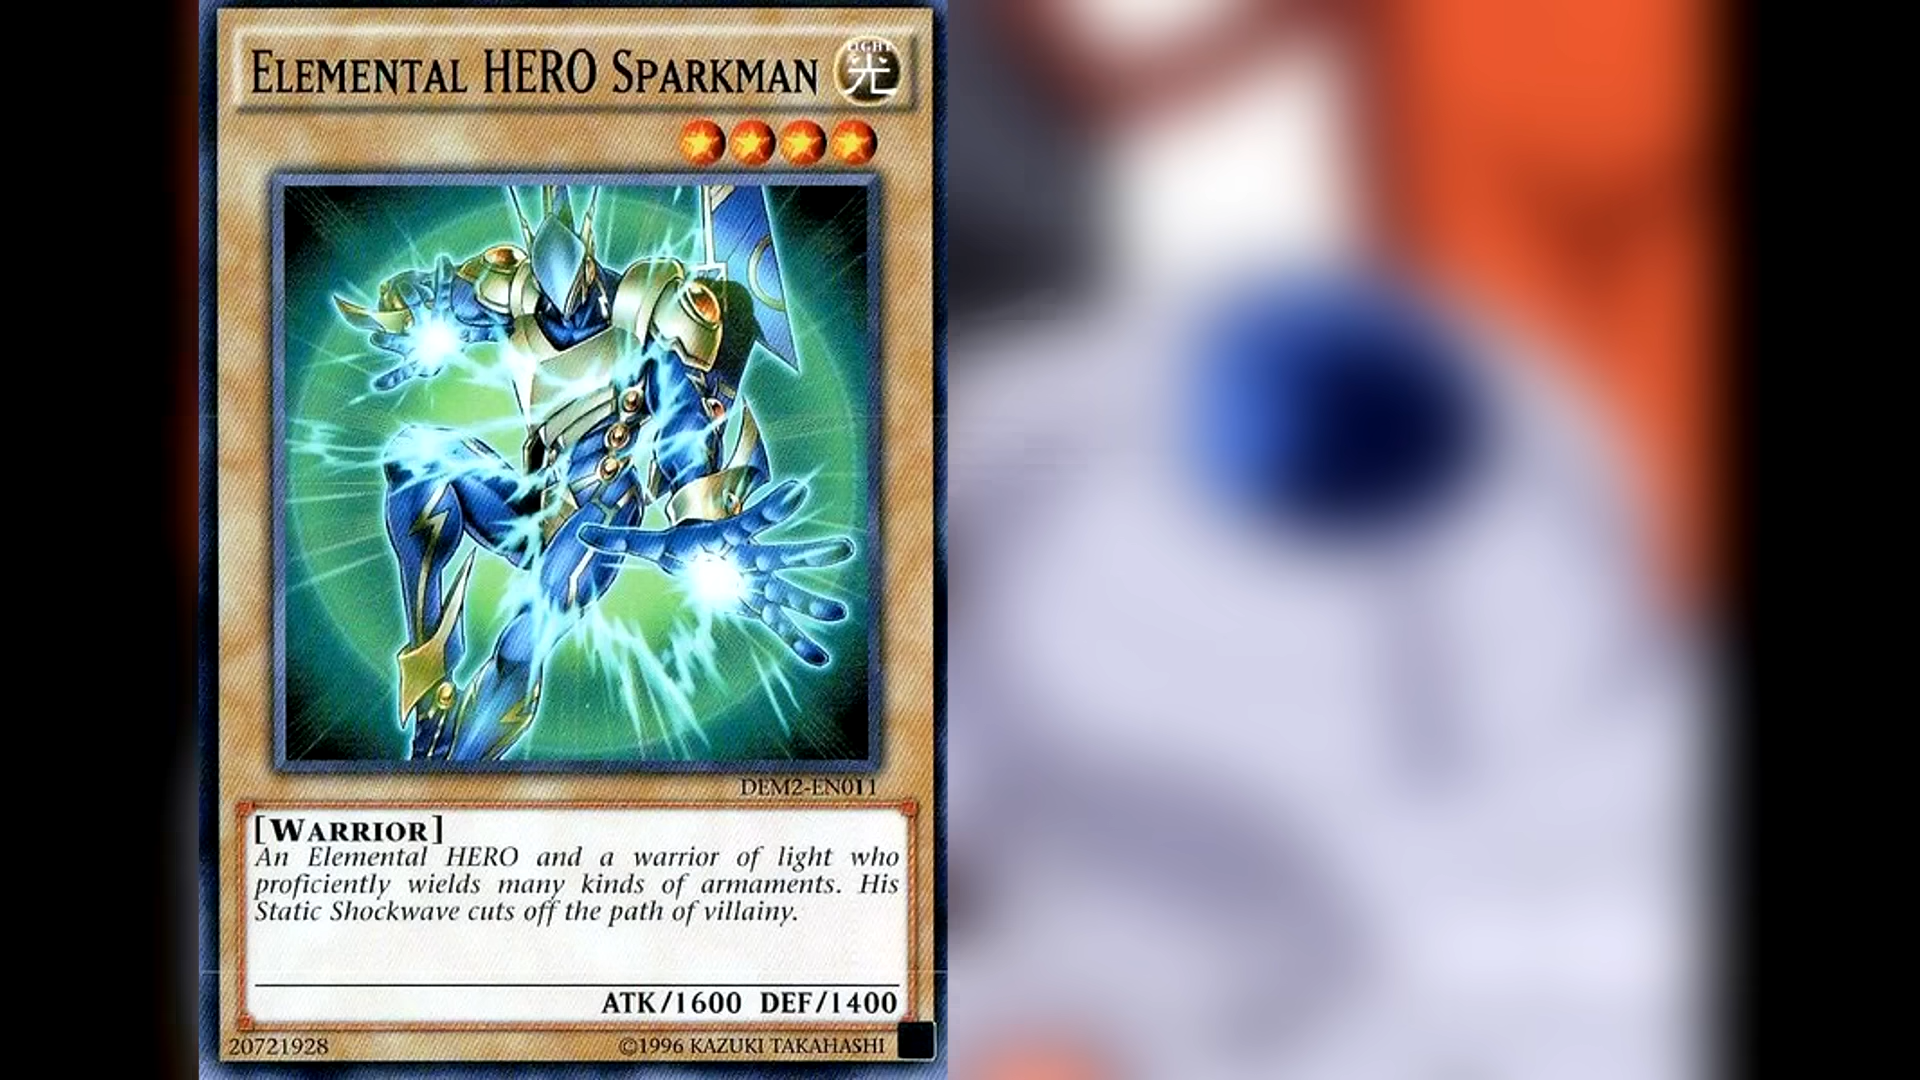 ELEMENTAL HERO SPARKMAN
LIGHT
光
DEM2-EN011
[WARRIOR]
An Elemental HERO and a warrior of light who
proficiently wields many kinds of armaments. His
Static Shockwave cuts off the path of villainy.
ATK/1600 DEF/1400
20721928
©1996 KAZUKI TAKAHASHI